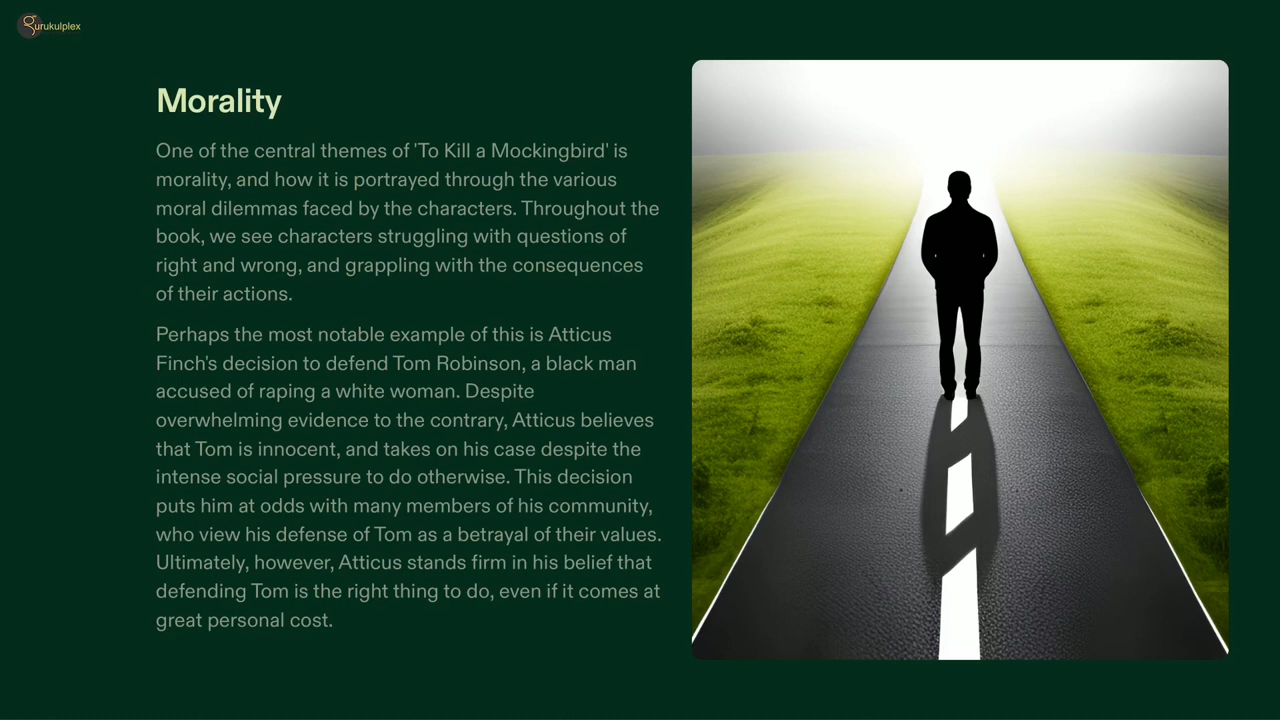 gurukulplex
Morality
One of the central themes of 'To Kill a Mockingbird' is
morality, and how it is portrayed through the various
moral dilemmas faced by the characters. Throughout the
book, we see characters struggling with questions of
right and wrong, and grappling with the consequences
of their actions.
Perhaps the most notable example of this is Atticus
Finch's decision to defend Tom Robinson, a black man
accused of raping a white woman. Despite
overwhelming evidence to the contrary, Atticus believes
that Tom is innocent, and takes on his case despite the
intense social pressure to do otherwise. This decision
puts him at odds with many members of his community,
who view his defense of Tom as a betrayal of their values.
Ultimately, however, Atticus stands firm in his belief that
defending Tom is the right thing to do, even if it comes at
great personal cost.